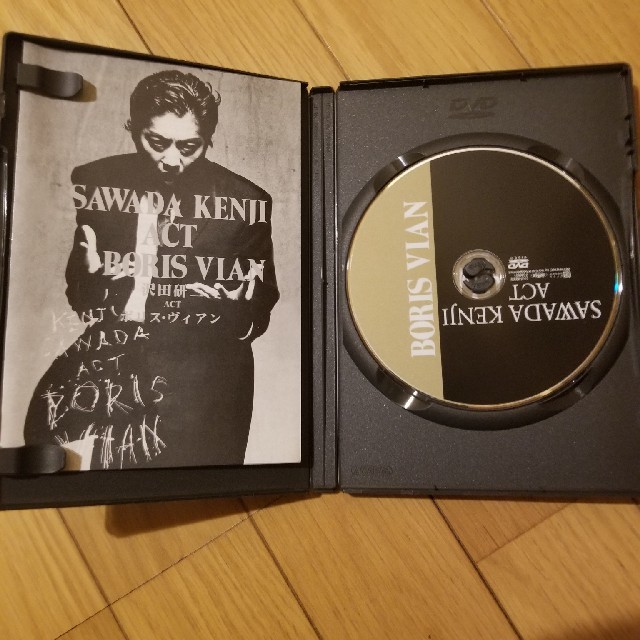 SAWADA KENJI
ACT
BORIS VIAN
沢田研二
ACT
ボリス・ヴィアン
KENJI
SAWADA
ACT
BORIS
VIAN
DVD
BORIS VIAN
SAWADA KENJI
ACT